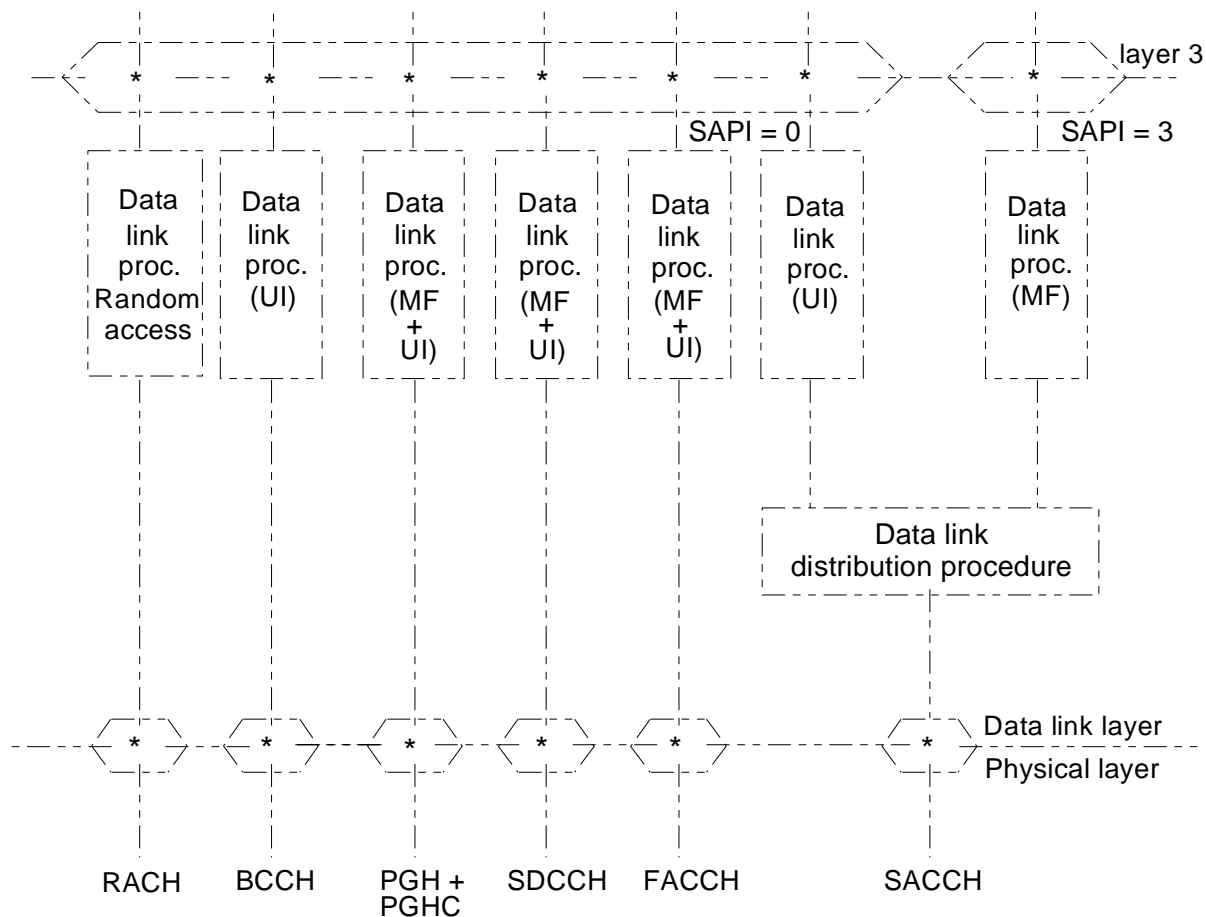 layer 3
* * * * * * *
SAPI = 0
SAPI = 3
Data
link
proc.
Random
access
Data
link
proc.
(UI)
Data
link
proc.
(MF
+
UI)
Data
link
proc.
(MF
+
UI)
Data
link
proc.
(MF
+
UI)
Data
link
proc.
(UI)
Data
link
proc.
(MF)
Data link
distribution procedure
* * * * * *
Data link layer
Physical layer
RACH
BCCH
PGH +
PGHC
SDCCH
FACCH
SACCH